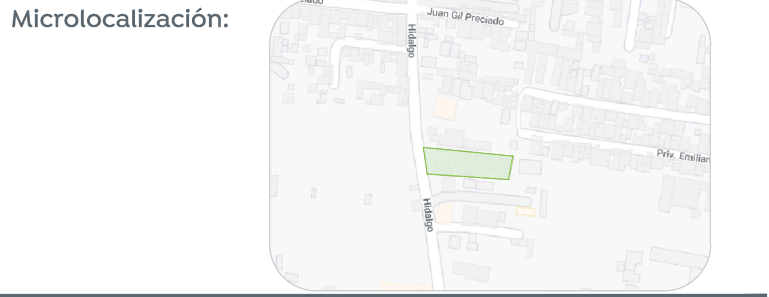 Microlocalización:
Juan Gil Preciado
Hidalgo
Priv. Emilian
Hidalgo